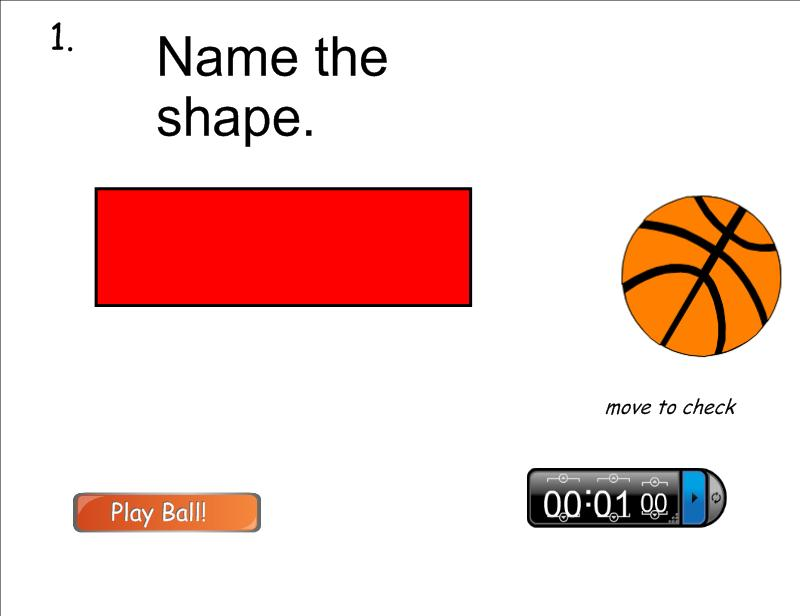 1.
Name the
shape.
move to check
Play Ball!
00:01 00